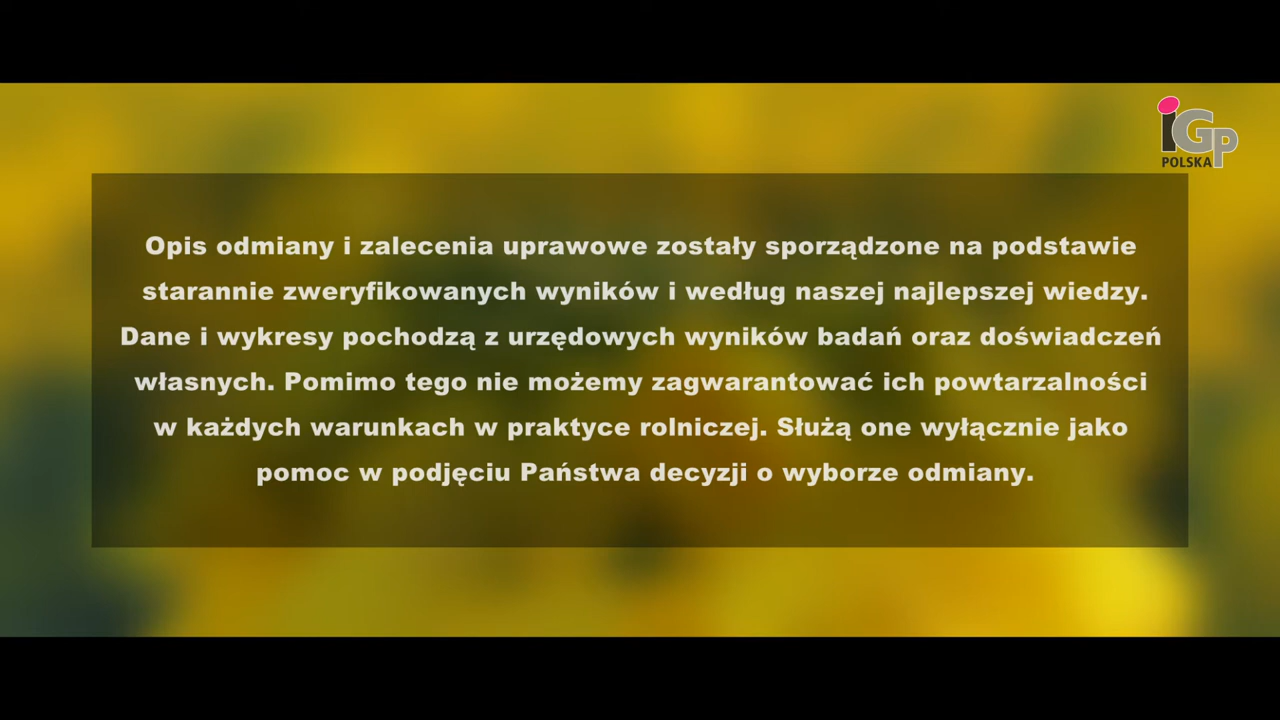 iGP
POLSKA
Opis odmiany i zalecenia uprawowe zostały sporządzone na podstawie
starannie zweryfikowanych wyników i według naszej najlepszej wiedzy.
Dane i wykresy pochodzą z urzędowych wyników badań oraz doświadczeń
własnych. Pomimo tego nie możemy zagwarantować ich powtarzalności
w każdych warunkach w praktyce rolniczej. Służą one wyłącznie jako
pomoc w podjęciu Państwa decyzji o wyborze odmiany.